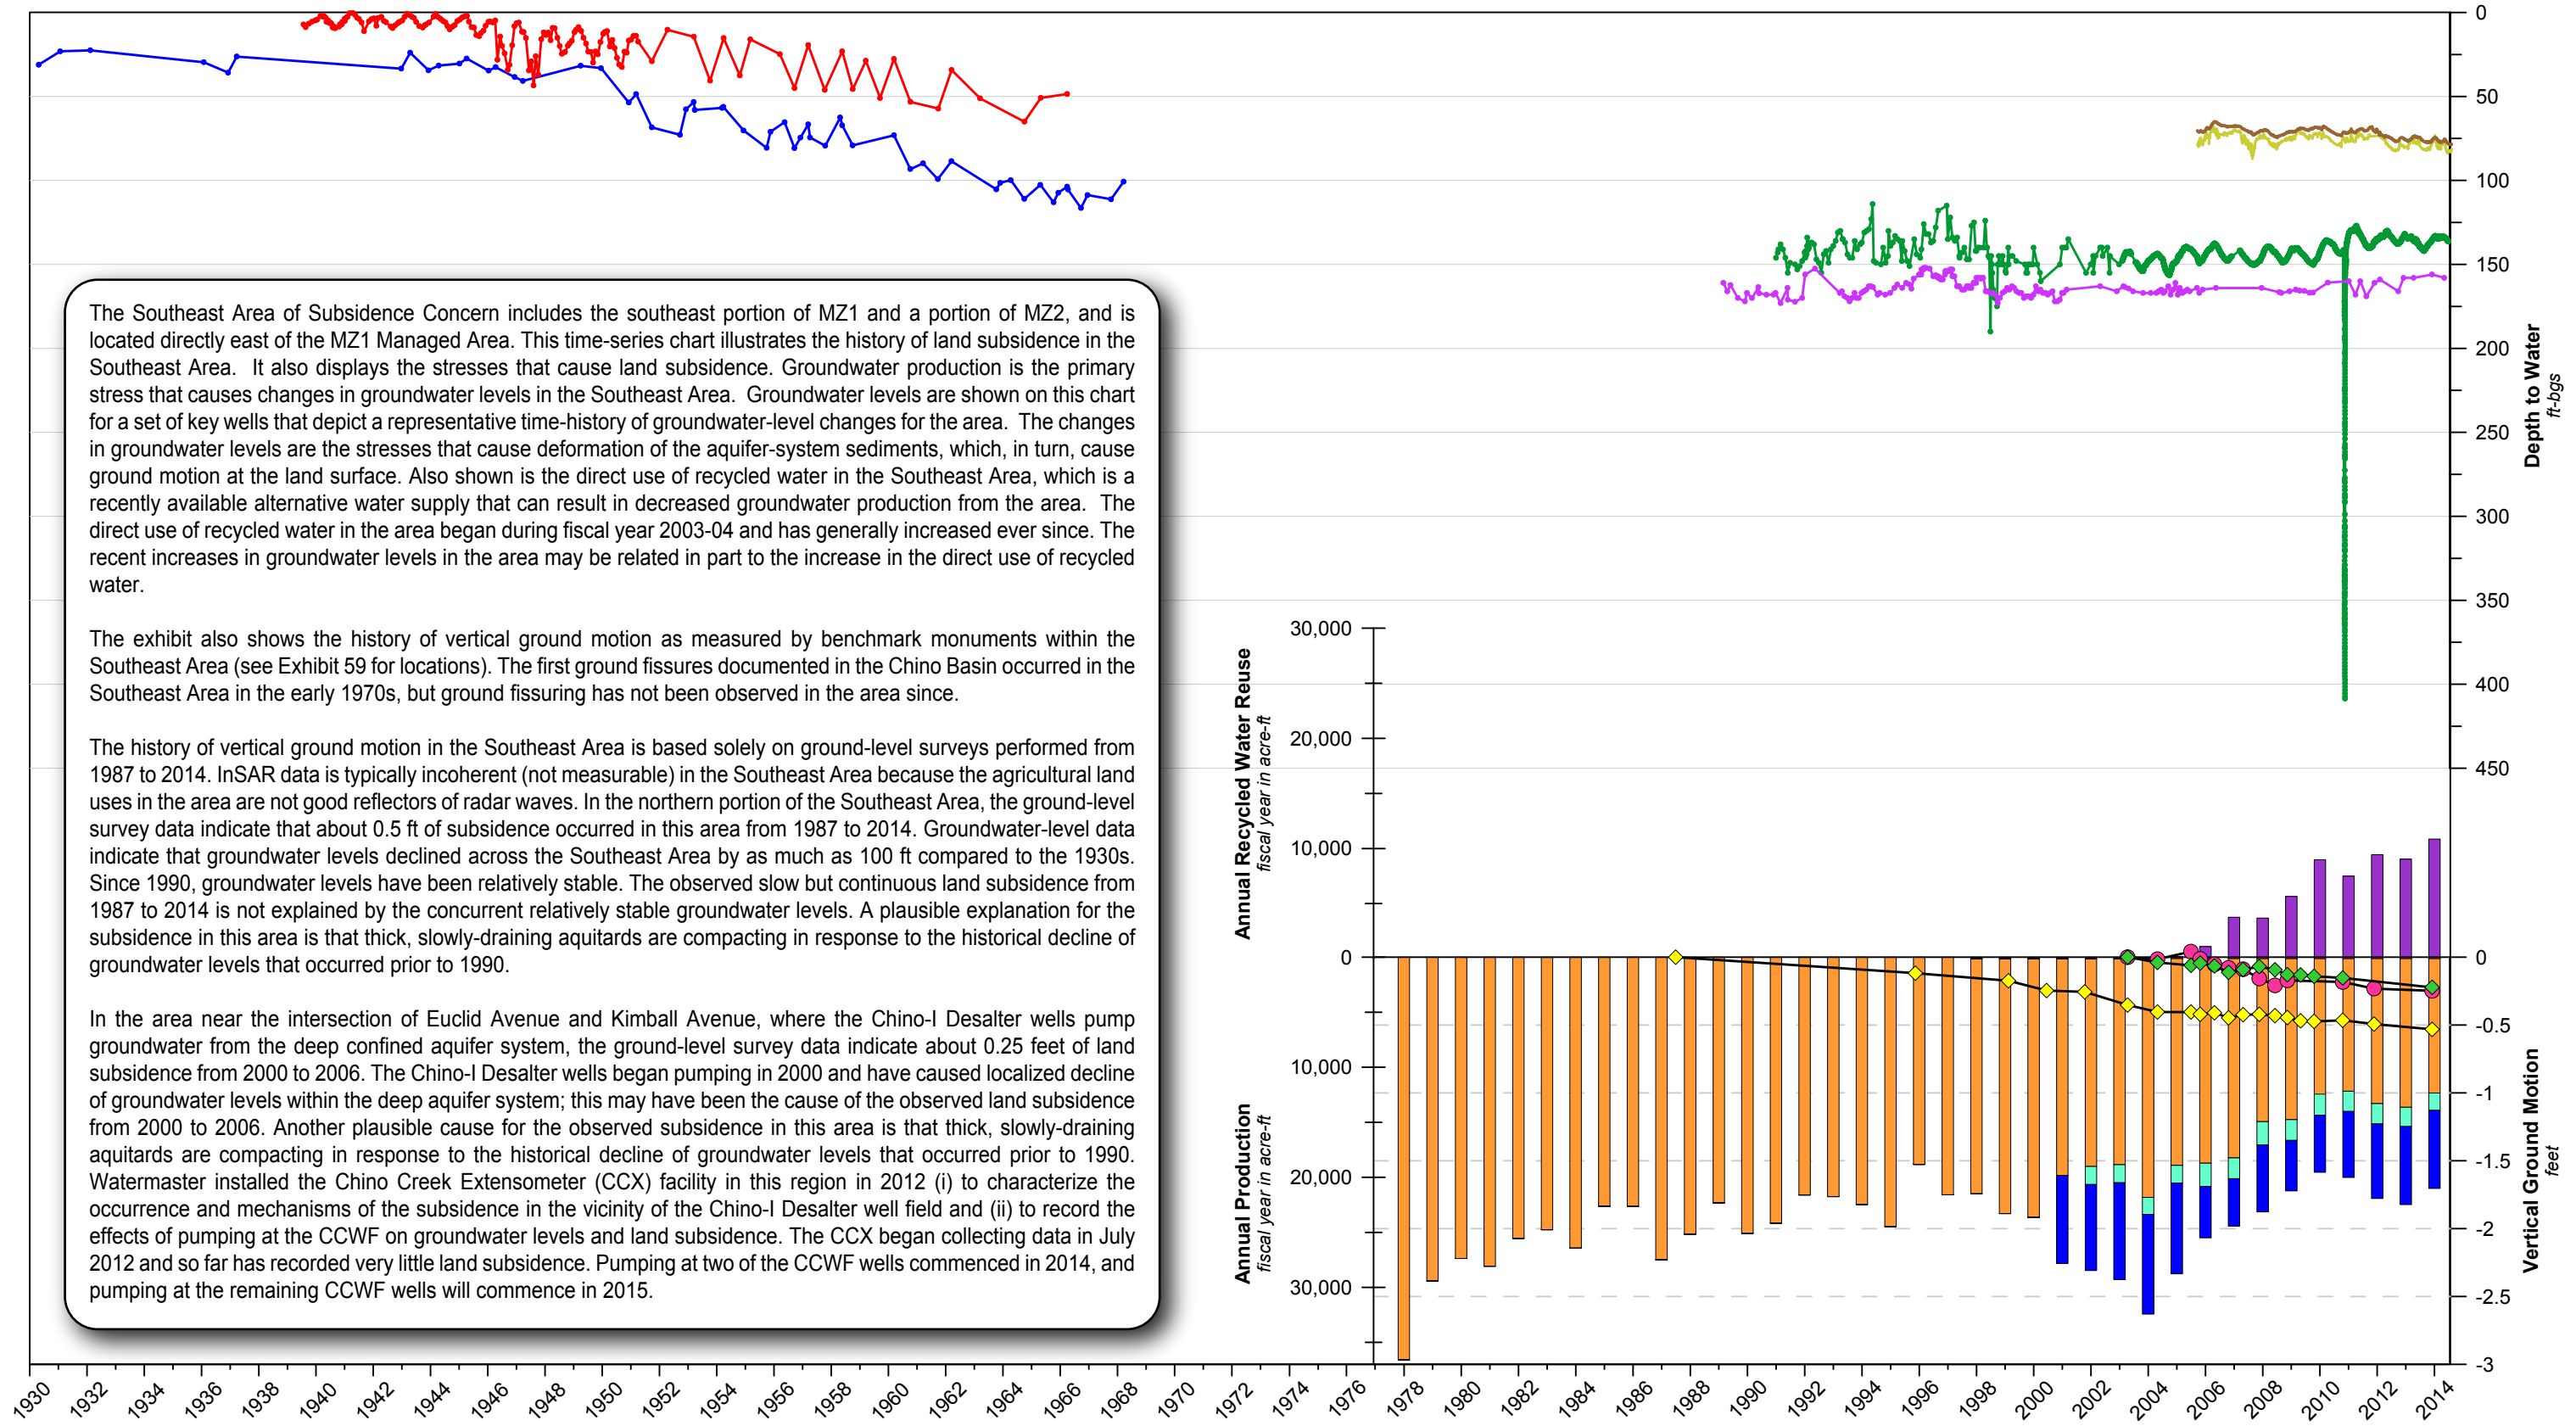 0
50
100
150
200
250
300
350
400
450
Depth to Water
ft-bgs
The Southeast Area of Subsidence Concern includes the southeast portion of MZ1 and a portion of MZ2, and is
located directly east of the MZ1 Managed Area. This time-series chart illustrates the history of land subsidence in the
Southeast Area. It also displays the stresses that cause land subsidence. Groundwater production is the primary
stress that causes changes in groundwater levels in the Southeast Area. Groundwater levels are shown on this chart
for a set of key wells that depict a representative time-history of groundwater-level changes for the area. The changes
in groundwater levels are the stresses that cause deformation of the aquifer-system sediments, which, in turn, cause
ground motion at the land surface. Also shown is the direct use of recycled water in the Southeast Area, which is a
recently available alternative water supply that can result in decreased groundwater production from the area. The
direct use of recycled water in the area began during fiscal year 2003-04 and has generally increased ever since. The
recent increases in groundwater levels in the area may be related in part to the increase in the direct use of recycled
water.
The exhibit also shows the history of vertical ground motion as measured by benchmark monuments within the
Southeast Area (see Exhibit 59 for locations). The first ground fissures documented in the Chino Basin occurred in the
Southeast Area in the early 1970s, but ground fissuring has not been observed in the area since.
The history of vertical ground motion in the Southeast Area is based solely on ground-level surveys performed from
1987 to 2014. InSAR data is typically incoherent (not measurable) in the Southeast Area because the agricultural land
uses in the area are not good reflectors of radar waves. In the northern portion of the Southeast Area, the ground-level
survey data indicate that about 0.5 ft of subsidence occurred in this area from 1987 to 2014. Groundwater-level data
indicate that groundwater levels declined across the Southeast Area by as much as 100 ft compared to the 1930s.
Since 1990, groundwater levels have been relatively stable. The observed slow but continuous land subsidence from
1987 to 2014 is not explained by the concurrent relatively stable groundwater levels. A plausible explanation for the
subsidence in this area is that thick, slowly-draining aquitards are compacting in response to the historical decline of
groundwater levels that occurred prior to 1990.
In the area near the intersection of Euclid Avenue and Kimball Avenue, where the Chino-I Desalter wells pump
groundwater from the deep confined aquifer system, the ground-level survey data indicate about 0.25 feet of land
subsidence from 2000 to 2006. The Chino-I Desalter wells began pumping in 2000 and have caused localized decline
of groundwater levels within the deep aquifer system; this may have been the cause of the observed land subsidence
from 2000 to 2006. Another plausible cause for the observed subsidence in this area is that thick, slowly-draining
aquitards are compacting in response to the historical decline of groundwater levels that occurred prior to 1990.
Watermaster installed the Chino Creek Extensometer (CCX) facility in this region in 2012 (i) to characterize the
occurrence and mechanisms of the subsidence in the vicinity of the Chino-I Desalter well field and (ii) to record the
effects of pumping at the CCWF on groundwater levels and land subsidence. The CCX began collecting data in July
2012 and so far has recorded very little land subsidence. Pumping at two of the CCWF wells commenced in 2014, and
pumping at the remaining CCWF wells will commence in 2015.
Annual Recycled Water Reuse
fiscal year in acre-ft
30,000
20,000
10,000
0
10,000
20,000
30,000
Annual Production
fiscal year in acre-ft
0
-0.5
-1
-1.5
-2
-2.5
-3
Vertical Ground Motion
feet
1930
1932
1934
1936
1938
1940
1942
1944
1946
1948
1950
1952
1954
1956
1958
1960
1962
1964
1966
1968
1970
1972
1974
1976
1978
1980
1982
1984
1986
1988
1990
1992
1994
1996
1998
2000
2002
2004
2006
2008
2010
2012
2014